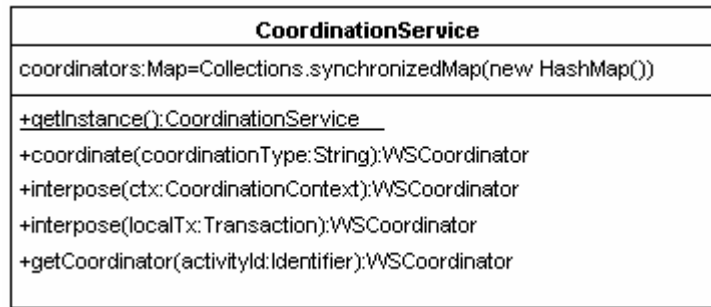 CoordinationService
coordinators:Map=Collections.synchronizedMap(new HashMap())
+getInstance():CoordinationService
+coordinate(coordinationType:String):WSCoordinator
+interpose(ctx:CoordinationContext):WSCoordinator
+interpose(localTx:Transaction):WSCoordinator
+getCoordinator(activityId:Identifier):WSCoordinator